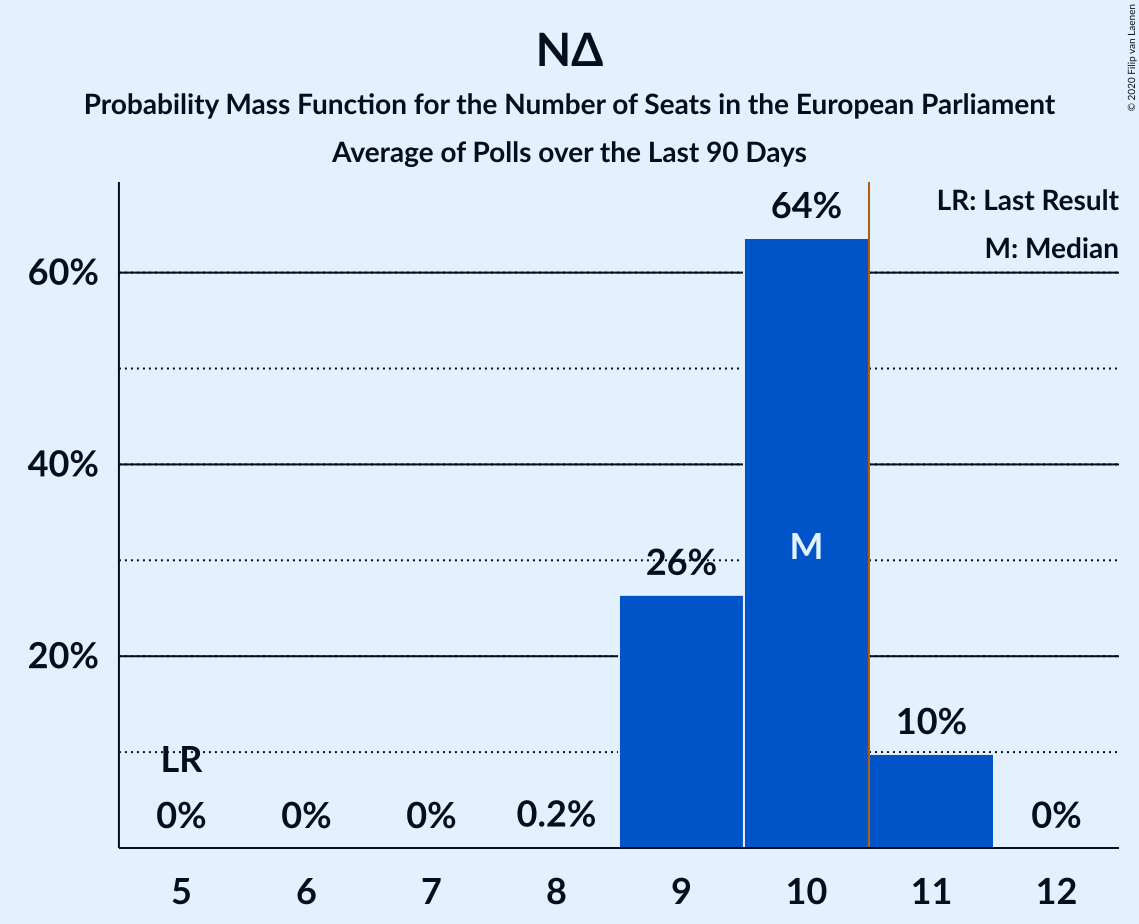 © 2020 Filip van Laenen
ΝΔ
Probability Mass Function for the Number of Seats in the European Parliament
Average of Polls over the Last 90 Days
LR: Last Result
M: Median
64%
60%
40%
M
26%
20%
10%
LR
0% 0% 0% 0.2% 0%
5 6 7 8 9 10 11 12